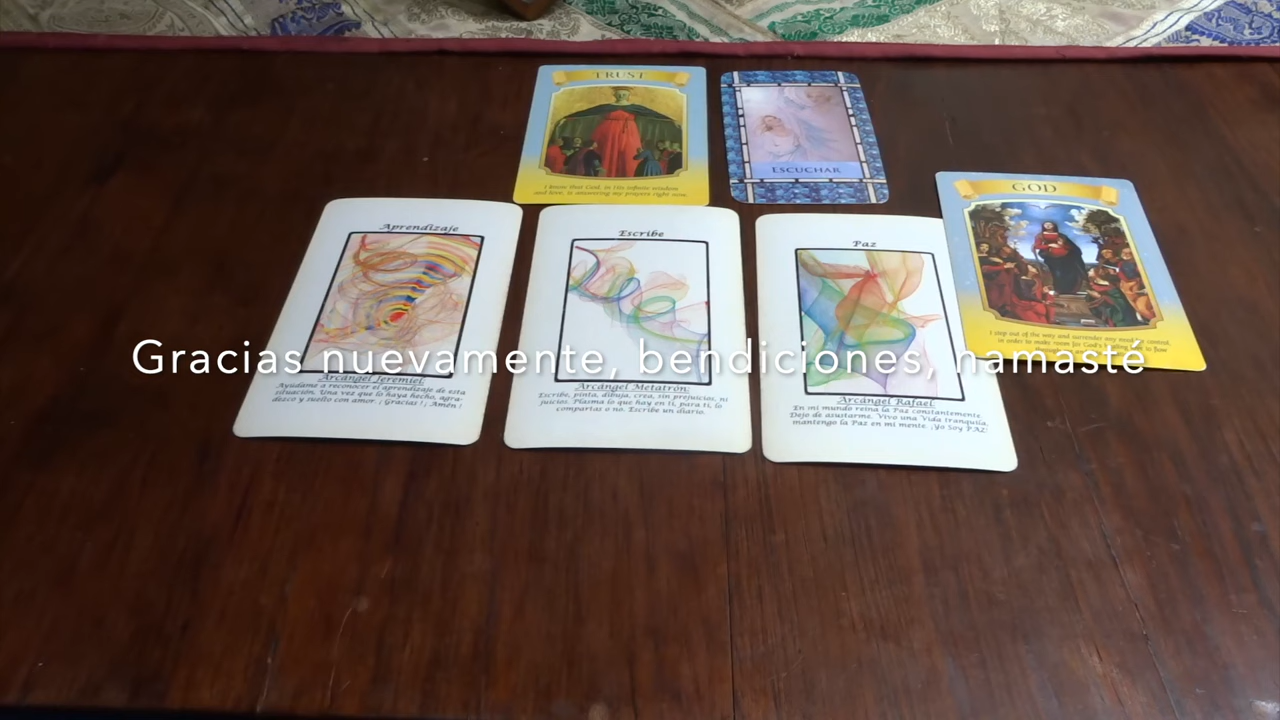 TRUST
I know that God, in His infinite wisdom
and love, is answering my prayers right now.
ESCUCHAR
GOD
I step out of the way and surrender any need to control,
in order to make room for God's
to flow
Aprendizaje
Arcángel Jeremiel:
Ayúdame a reconocer el aprendizaje de esta
situación. Una vez que lo haya hecho, agra-
dezco y suelto con amor. ¡ Gracias !, Amén !
Escribe
Arcángel Metatrón:
Escribe, pinta, dibuja, crea, sin prejuicios, ni
juicios. Plasma lo que hay en ti, para ti, lo
compartas o no. Escribe un diario.
Paz
Arcángel Rafael:
En mi mundo reina la Paz constantemente
Dejo de asustarme. Vivo una Vida tranquila,
mantengo la Paz en mi mente. ¡Yo Soy PAZ!
Gracias nuevamente, bendiciones, namasté